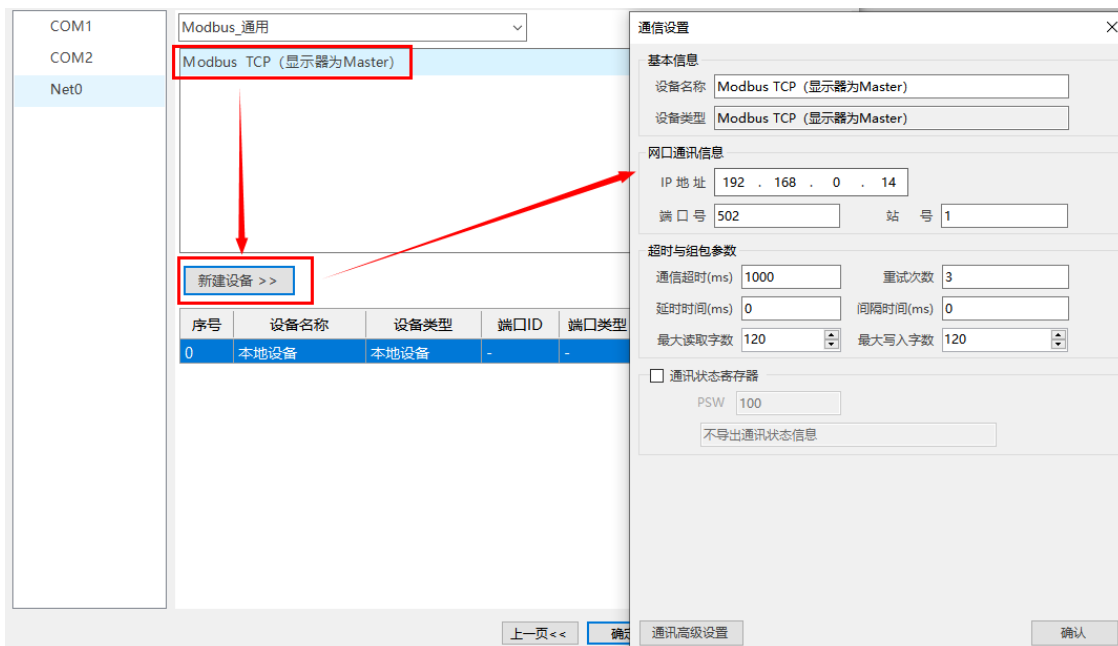 COM1
COM2
Net0
Modbus_通用
Modbus TCP（显示器为Master）
新建设备 >>
序号 设备名称 设备类型 端口ID 端口类型
0 本地设备 本地设备 - -
上一页<<
通信设置
基本信息
设备名称 Modbus TCP（显示器为Master）
设备类型 Modbus TCP（显示器为Master）
网口通讯信息
IP 地 址 192 . 168 . 0 . 14
端 口 号 502 站 号 1
超时与组包参数
通信超时(ms) 1000 重试次数 3
延时时间(ms) 0 间隔时间(ms) 0
最大读取字数 120 最大写入字数 120
通讯状态寄存器
PSW 100
不导出通讯状态信息
通讯高级设置 确认